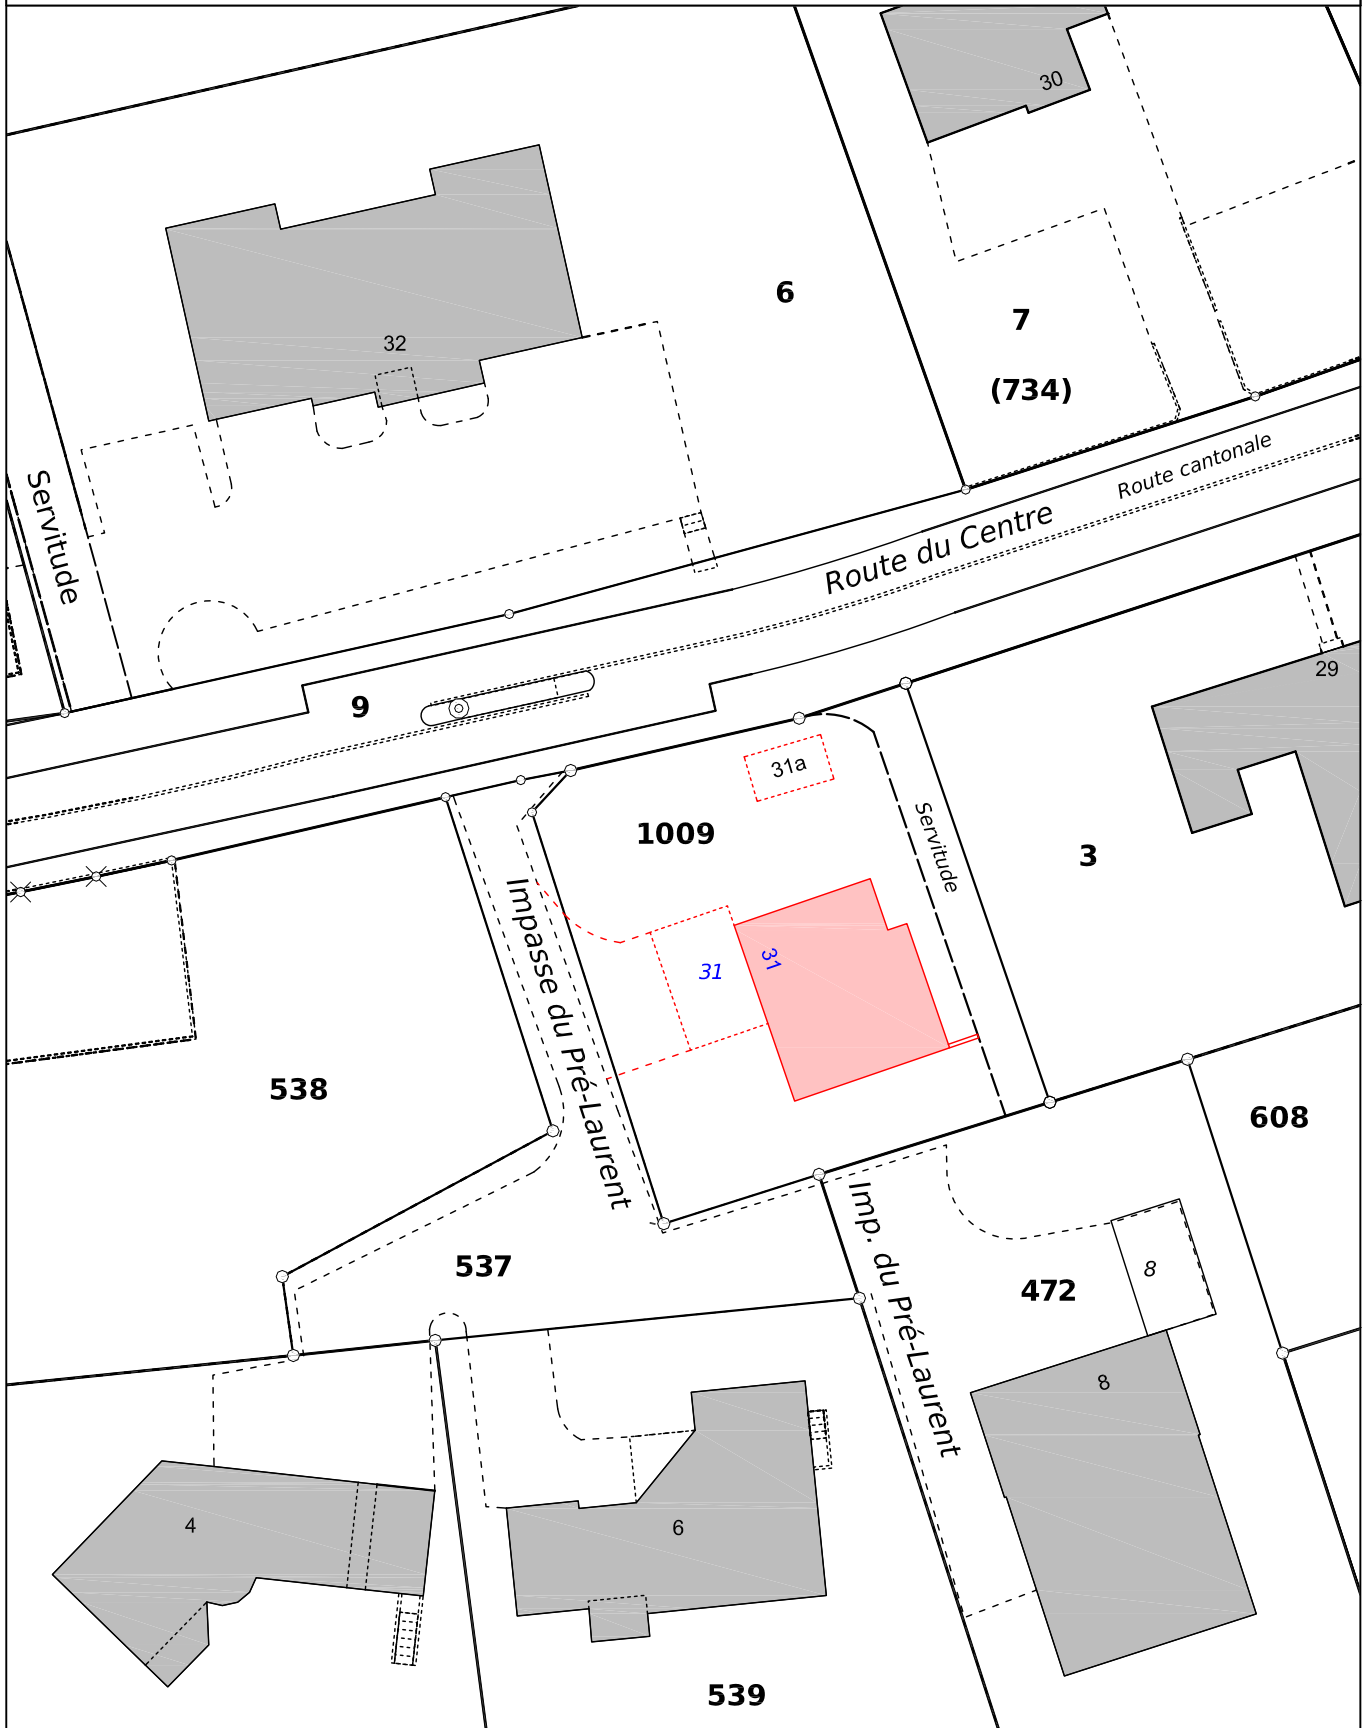 30
32
6
7
(734)
Servitude
Route cantonale
Route du Centre
29
9
31a
1009
Servitude
3
31
31
Impasse du Pré-Laurent
538
608
537
Imp. du Pré-Laurent
472
8
8
4
6
539